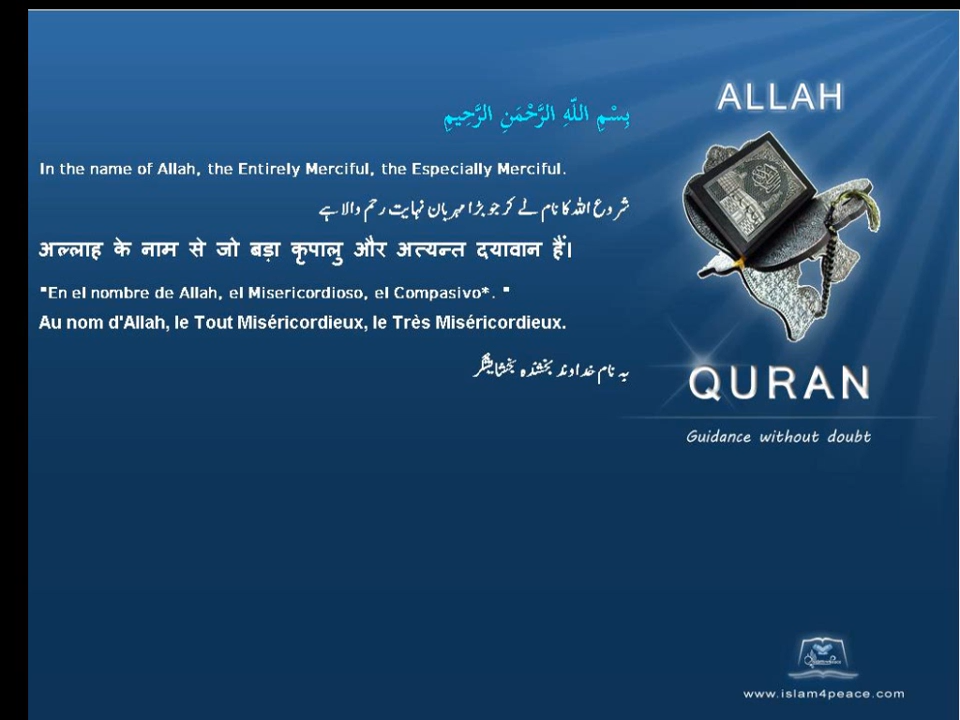 بِسْمِ اللَّهِ الرَّحْمَنِ الرَّحِيمِ
In the name of Allah, the Entirely Merciful, the Especially Merciful.
شروع اللہ کا نام لے کر جو بڑا مہربان نہایت رحم والا ہے
अल्लाह के नाम से जो बड़ा कृपालु और अत्यन्त दयावान हैं।
"En el nombre de Allah, el Misericordioso, el Compasivo*. "
Au nom d'Allah, le Tout Miséricordieux, le Très Miséricordieux.
به نام خداوند بخشنده بخشایشگر
ALLAH
QURAN
Guidance without doubt
www.islam4peace.com